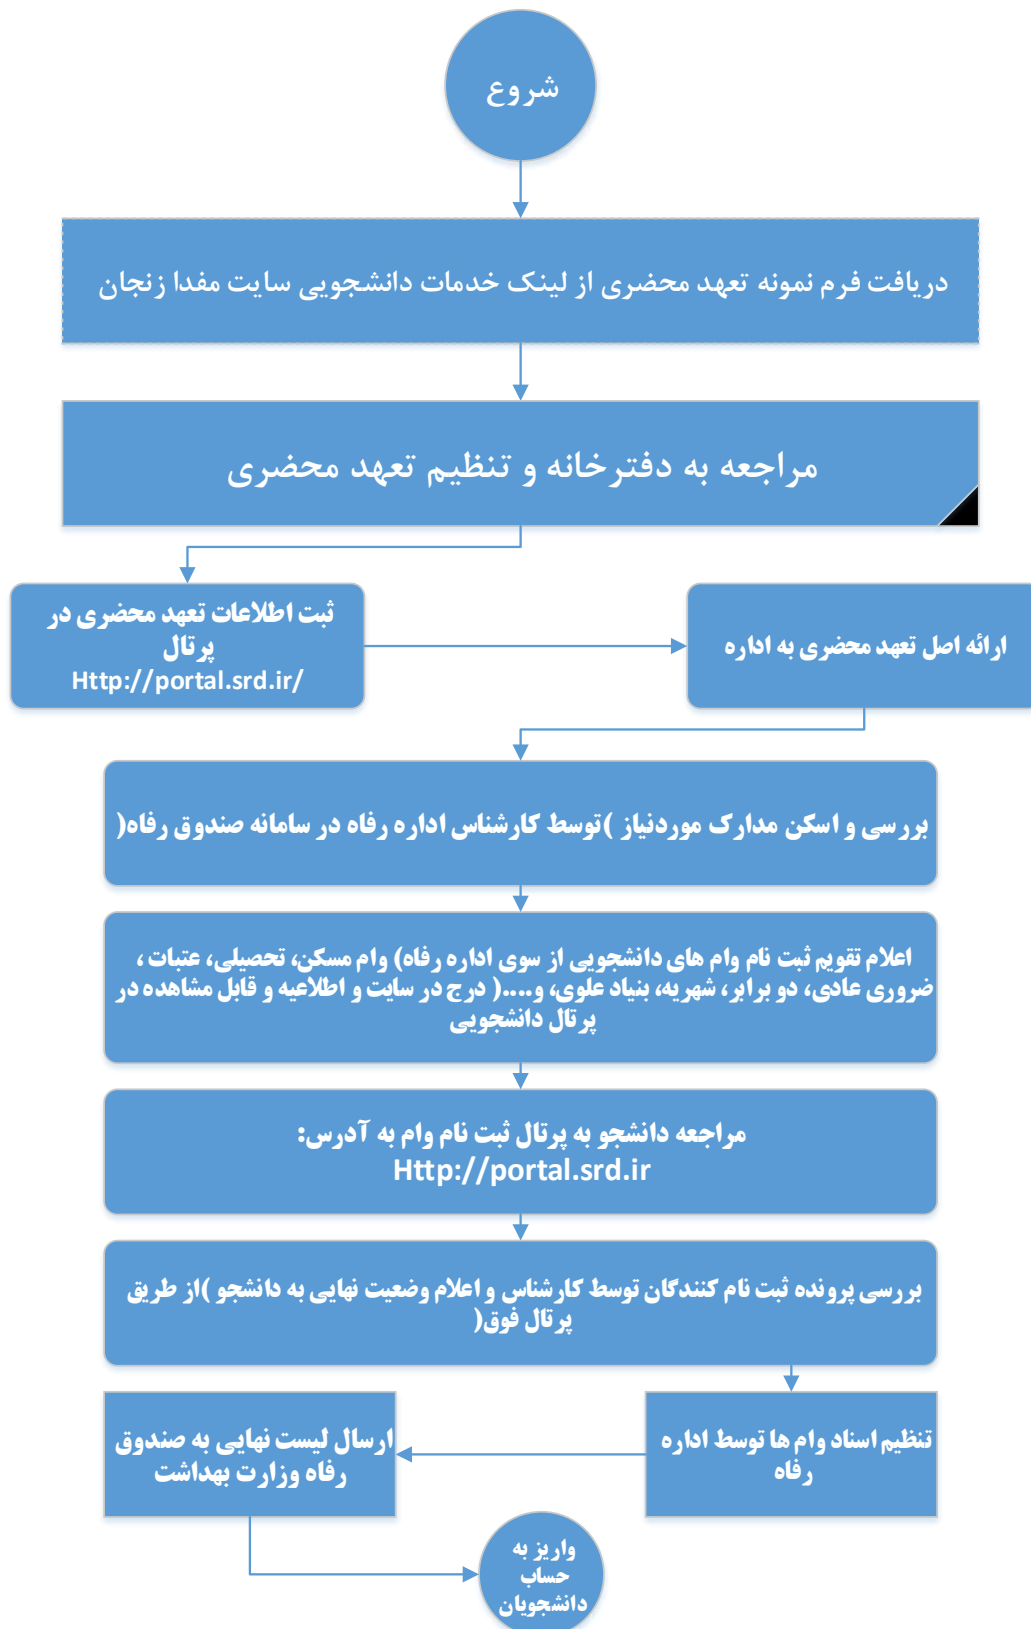 شروع
دریافت فرم نمونه تعهد محضری از لینک خدمات دانشجویی سایت مفدا زنجان
مراجعه به دفترخانه و تنظیم تعهد محضری
ثبت اطلاعات تعهد محضری در
پرتال
Http://portal.srd.ir/
ارائه اصل تعهد محضری به اداره
بررسی و اسکن مدارک موردنیاز )توسط کارشناس اداره رفاه در سامانه صندوق رفاه(
اعلام تقویم ثبت نام وام های دانشجویی از سوی اداره رفاه) وام مسکن، تحصیلی، عتبات ،
ضروری عادی، دو برابر، شهریه، بنیاد علوی، و....( درج در سایت و اطلاعیه و قابل مشاهده در
پرتال دانشجویی
مراجعه دانشجو به پرتال ثبت نام وام به آدرس:
Http://portal.srd.ir
بررسی پرونده ثبت نام کنندگان توسط کارشناس و اعلام وضعیت نهایی به دانشجو )از طریق
پرتال فوق(
تنظیم اسناد وام ها توسط اداره
رفاه
ارسال لیست نهایی به صندوق
رفاه وزارت بهداشت
واریز به
حساب
دانشجویان